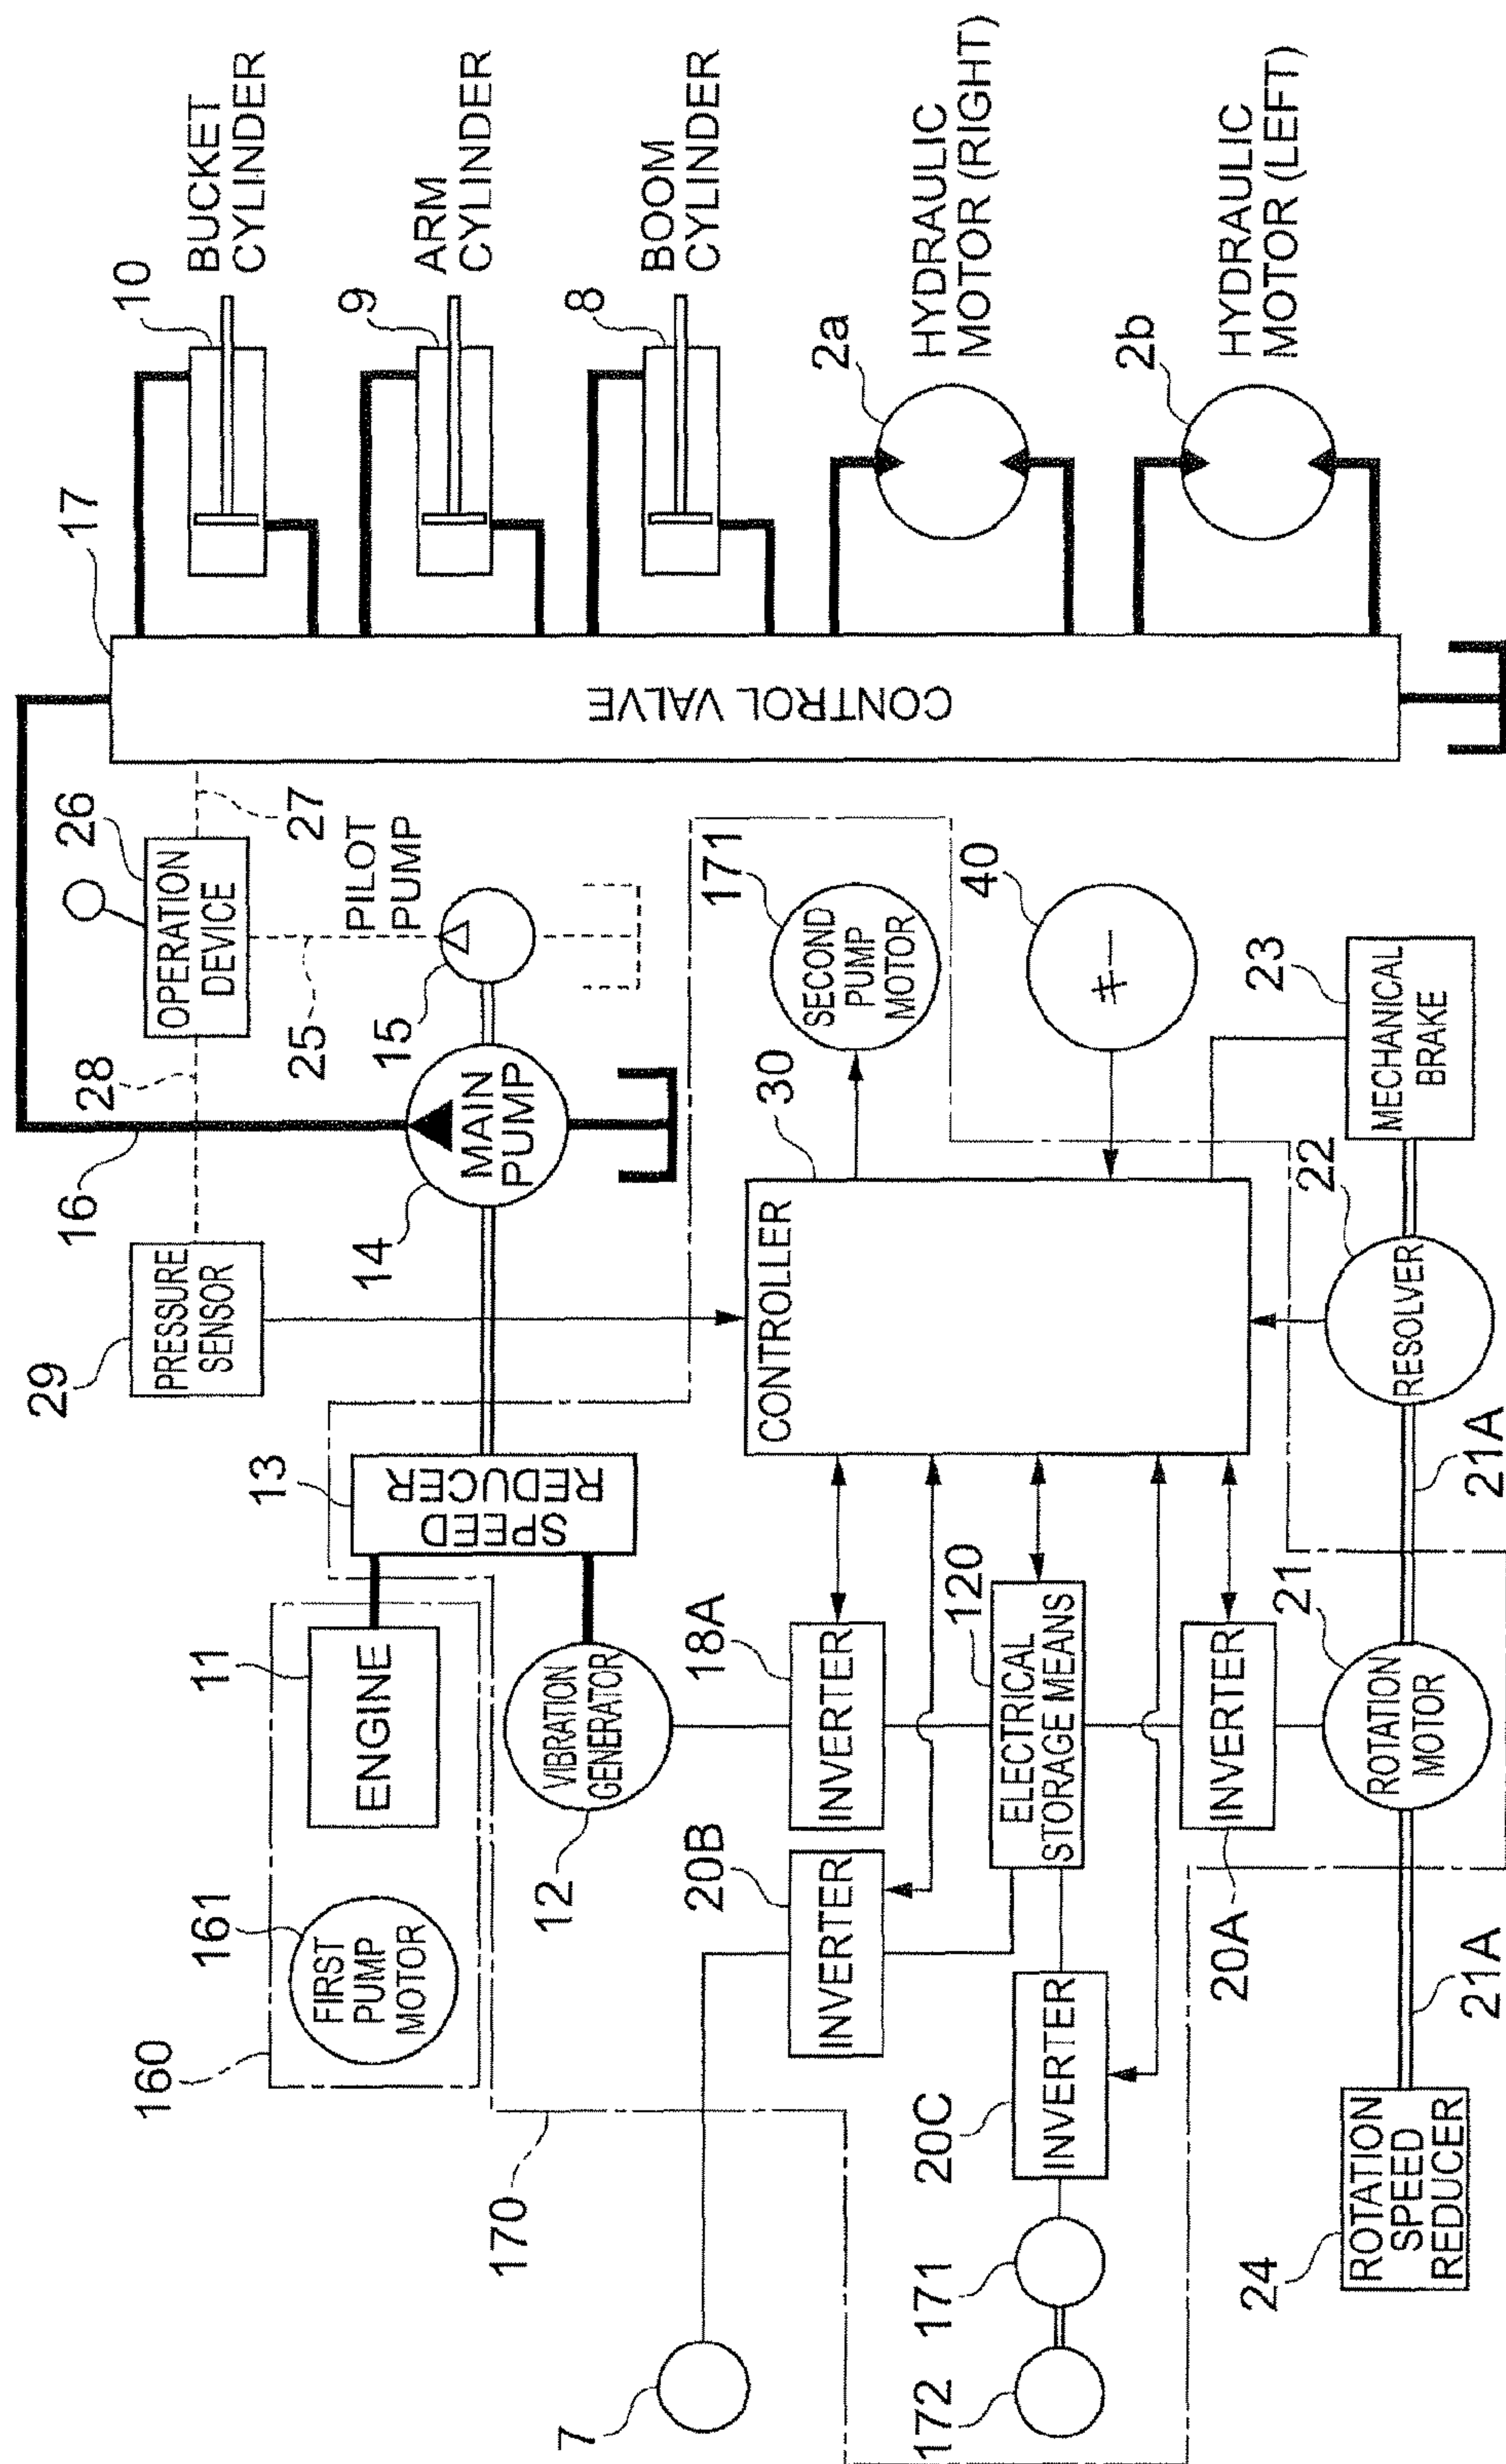 BUCKET
CYLINDER
10
ARM
CYLINDER
9
BOOM
CYLINDER
8
HYDRAULIC
MOTOR (RIGHT)
2a
HYDRAULIC
MOTOR (LEFT)
2b
17
CONTROL VALVE
26
OPERATION
DEVICE
27
PILOT
PUMP
25
15
28
16
MAIN
PUMP
14
29
PRESSURE
SENSOR
171
SECOND
PUMP
MOTOR
40
30
CONTROLLER
23
MECHANICAL
BRAKE
22
RESOLVER
21A
13
SPEED
REDUCER
11
ENGINE
161
FIRST
PUMP
MOTOR
160
VIBRATION
GENERATOR
12
18A
INVERTER
120
ELECTRICAL
STORAGE MEANS
INVERTER
20A
21
ROTATION
MOTOR
20B
INVERTER
20C
INVERTER
21A
170
7
171
172
24
ROTATION
SPEED
REDUCER